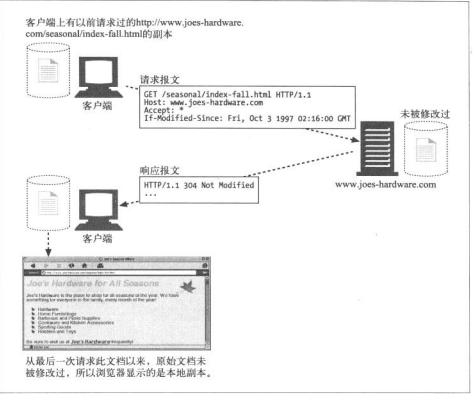 客户端上有以前请求过的http://www.joes-hardware.
com/seasonal/index-fall.html的副本
请求报文
GET /seasonal/index-fall.html HTTP/1.1
Host: www.joes-hardware.com
Accept: *
If-Modified-Since: Fri, Oct 3 1997 02:16:00 GMT
客户端
未被修改过
www.joes-hardware.com
响应报文
HTTP/1.1 304 Not Modified
...
客户端
Joe's Hardware for All Seasons
Joe's Hardware is the place to shop for all seasons of the year. We have
something for everyone in the family, every month of the year!
Hardware
Home Furnishings
Bathroom and Patio Supplies
Cookware and Kitchen Accessories
Sporting Goods
Hobbies and Toys
Be sure to visit us at Joe's Hardware frequently!
从最后一次请求此文档以来，原始文档未
被修改过，所以浏览器显示的是本地副本。